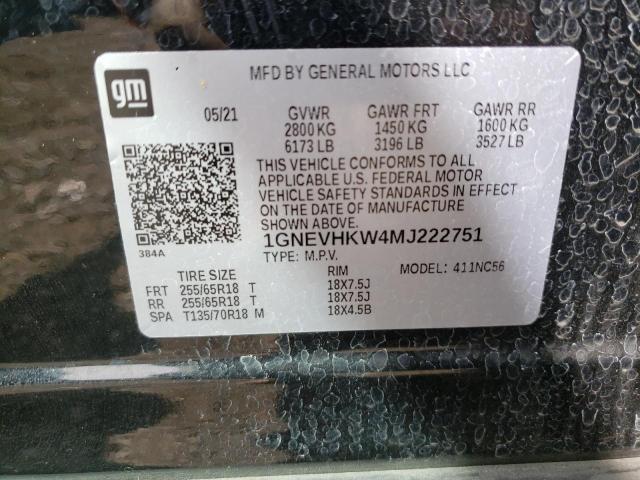 gm
MFD BY GENERAL MOTORS LLC
05/21 GVWR GAWR FRT GAWR RR
2800 KG 1450 KG 1600 KG
6173 LB 3196 LB 3527 LB
THIS VEHICLE CONFORMS TO ALL
APPLICABLE U.S. FEDERAL MOTOR
VEHICLE SAFETY STANDARDS IN EFFECT
ON THE DATE OF MANUFACTURE
SHOWN ABOVE.
384A
1GNEVHKW4MJ222751
TYPE: M.P.V. MODEL: 411NC56
TIRE SIZE RIM
FRT 255/65R18 T 18X7.5J
RR 255/65R18 T 18X7.5J
SPA T135/70R18 M 18X4.5B